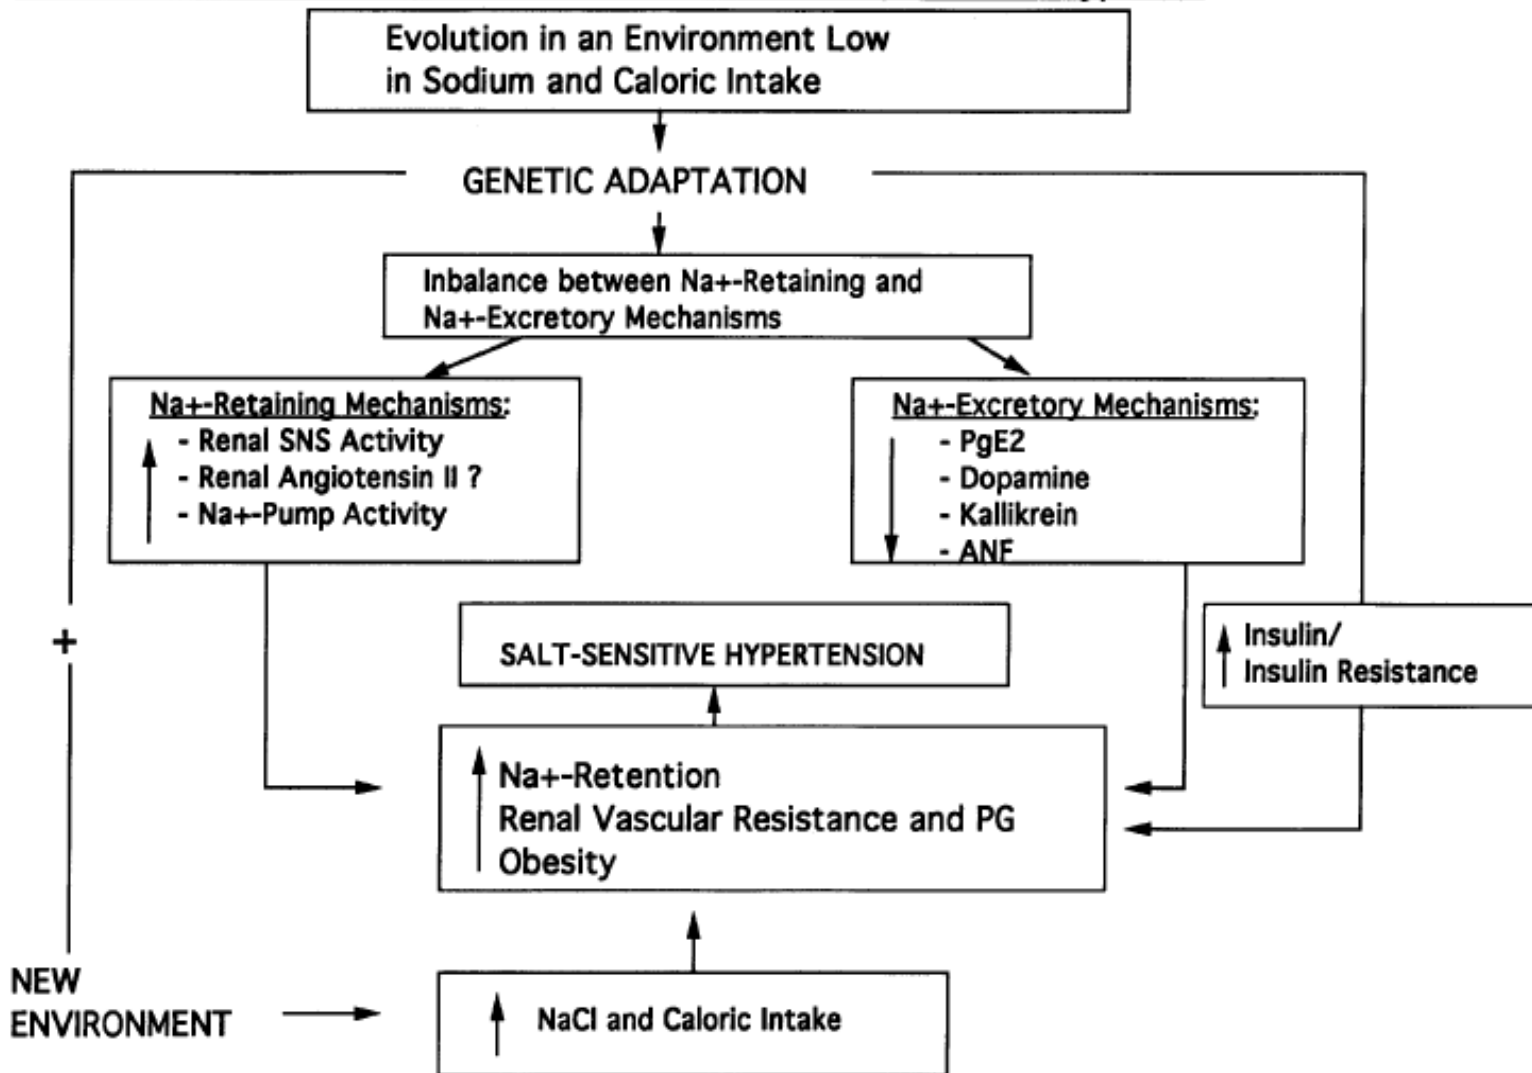 Evolution in an Environment Low
in Sodium and Caloric Intake
GENETIC ADAPTATION
Inbalance between Na+-Retaining and
Na+-Excretory Mechanisms
Na+-Retaining Mechanisms:
- Renal SNS Activity
- Renal Angiotensin II ?
- Na+-Pump Activity
Na+-Excretory Mechanisms:
- PgE2
- Dopamine
- Kallikrein
- ANF
+
SALT-SENSITIVE HYPERTENSION
Insulin/
Insulin Resistance
Na+-Retention
Renal Vascular Resistance and PG
Obesity
NEW
ENVIRONMENT
NaCl and Caloric Intake